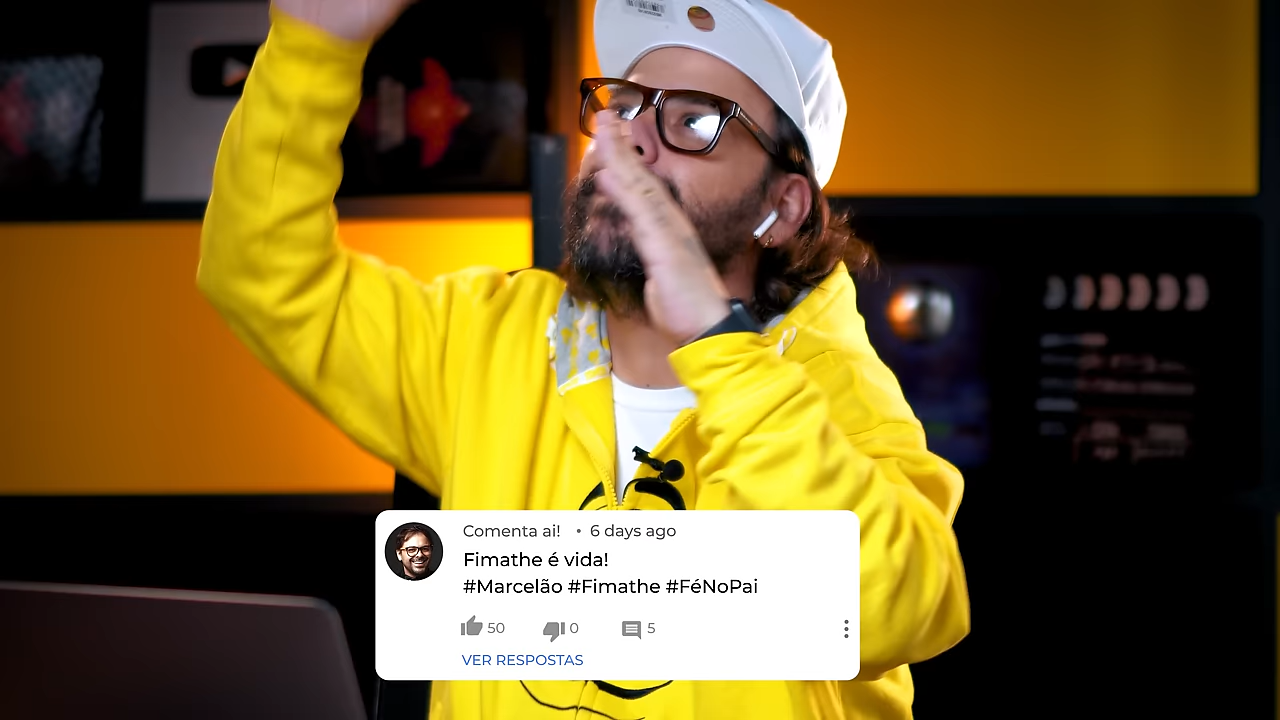 Comenta ai! • 6 days ago
Fimathe é vida!
#Marcelão #Fimathe #FéNoPai
50 0 5
VER RESPOSTAS